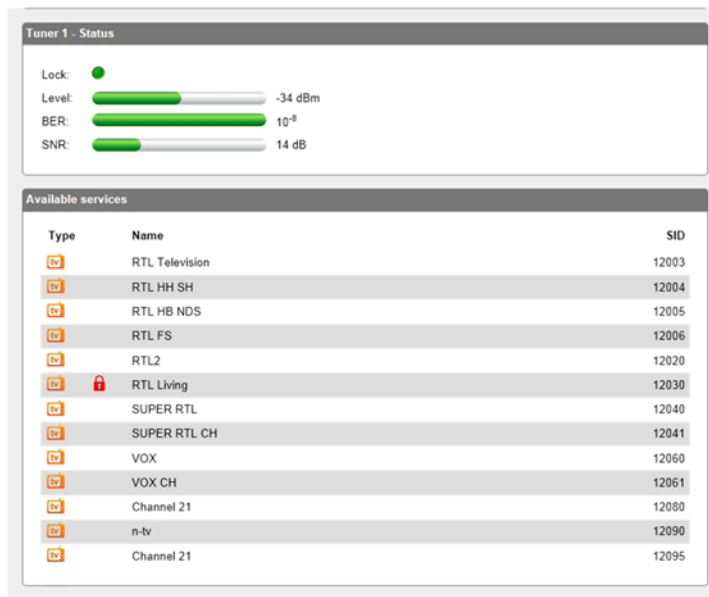 Tuner 1 - Status
Lock:
Level: -34 dBm
BER: 10⁻⁸
SNR: 14 dB
Available services
Type Name SID
tv RTL Television 12003
tv RTL HH SH 12004
tv RTL HB NDS 12005
tv RTL FS 12006
tv RTL2 12020
tv RTL Living 12030
tv SUPER RTL 12040
tv SUPER RTL CH 12041
tv VOX 12060
tv VOX CH 12061
tv Channel 21 12080
tv n-tv 12090
tv Channel 21 12095